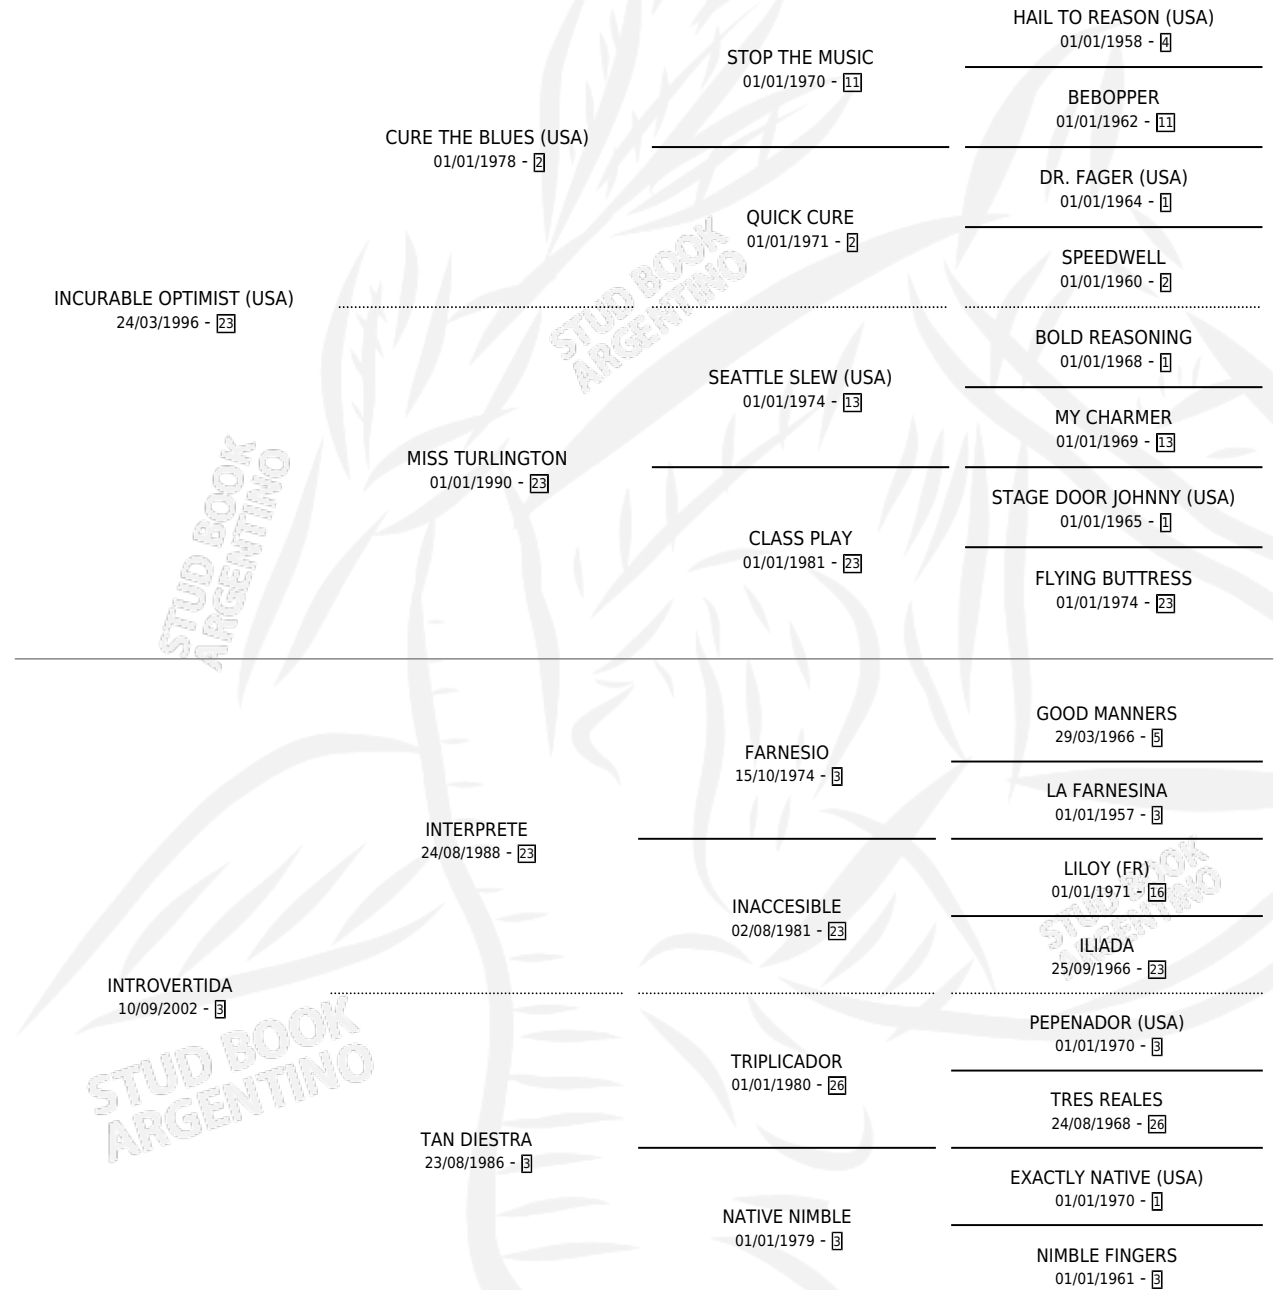 HAIL TO REASON (USA)
01/01/1958 - 4
STOP THE MUSIC
01/01/1970 - 11
BEBOPPER
01/01/1962 - 11
CURE THE BLUES (USA)
01/01/1978 - 2
DR. FAGER (USA)
01/01/1964 - 1
QUICK CURE
01/01/1971 - 2
SPEEDWELL
01/01/1960 - 2
INCURABLE OPTIMIST (USA)
24/03/1996 - 23
BOLD REASONING
01/01/1968 - 1
SEATTLE SLEW (USA)
01/01/1974 - 13
MY CHARMER
01/01/1969 - 13
MISS TURLINGTON
01/01/1990 - 23
STAGE DOOR JOHNNY (USA)
01/01/1965 - 1
CLASS PLAY
01/01/1981 - 23
FLYING BUTTRESS
01/01/1974 - 23
GOOD MANNERS
29/03/1966 - 5
FARNESIO
15/10/1974 - 3
LA FARNESINA
01/01/1957 - 3
INTERPRETE
24/08/1988 - 23
LILOY (FR)
01/01/1971 - 16
INACCESIBLE
02/08/1981 - 23
ILIADA
25/09/1966 - 23
INTROVERTIDA
10/09/2002 - 3
PEPENADOR (USA)
01/01/1970 - 3
TRIPLICADOR
01/01/1980 - 26
TRES REALES
24/08/1968 - 26
TAN DIESTRA
23/08/1986 - 3
EXACTLY NATIVE (USA)
01/01/1970 - 1
NATIVE NIMBLE
01/01/1979 - 3
NIMBLE FINGERS
01/01/1961 - 3
STUD BOOK
ARGENTINO
STUD BOOK
ARGENTINO
STUD BOOK
ARGENTINO
STUD BOOK
ARGENTINO